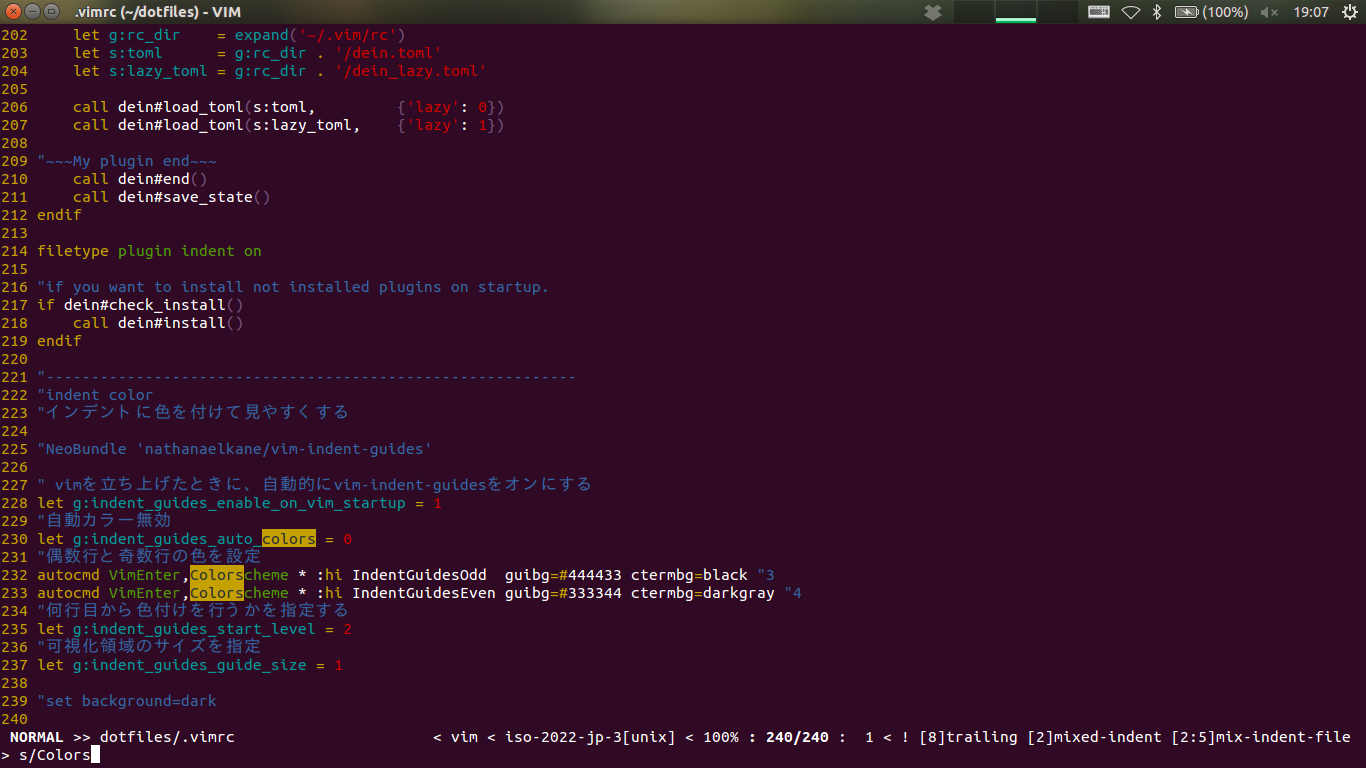 .vimrc (~/dotfiles) - VIM (100%) 19:07
202     let g:rc_dir    = expand('~/.vim/rc')
203     let s:toml      = g:rc_dir . '/dein.toml'
204     let s:lazy_toml = g:rc_dir . '/dein_lazy.toml'
205
206     call dein#load_toml(s:toml,         {'lazy': 0})
207     call dein#load_toml(s:lazy_toml,    {'lazy': 1})
208
209 "~~~My plugin end~~~
210     call dein#end()
211     call dein#save_state()
212 endif
213
214 filetype plugin indent on
215
216 "if you want to install not installed plugins on startup.
217 if dein#check_install()
218     call dein#install()
219 endif
220
221 "-----------------------------------------------------------
222 "indent color
223 "インデントに色を付けて見やすくする
224
225 "NeoBundle 'nathanaelkane/vim-indent-guides'
226
227 " vimを立ち上げたときに、自動的にvim-indent-guidesをオンにする
228 let g:indent_guides_enable_on_vim_startup = 1
229 "自動カラー無効
230 let g:indent_guides_auto_colors = 0
231 "偶数行と奇数行の色を設定
232 autocmd VimEnter,Colorscheme * :hi IndentGuidesOdd  guibg=#444433 ctermbg=black "3
233 autocmd VimEnter,Colorscheme * :hi IndentGuidesEven guibg=#333344 ctermbg=darkgray "4
234 "何行目から色付けを行うかを指定する
235 let g:indent_guides_start_level = 2
236 "可視化領域のサイズを指定
237 let g:indent_guides_guide_size = 1
238
239 "set background=dark
240
NORMAL >> dotfiles/.vimrc < vim < iso-2022-jp-3[unix] < 100% : 240/240 :  1 < ! [8]trailing [2]mixed-indent [2:5]mix-indent-file
> s/Colors